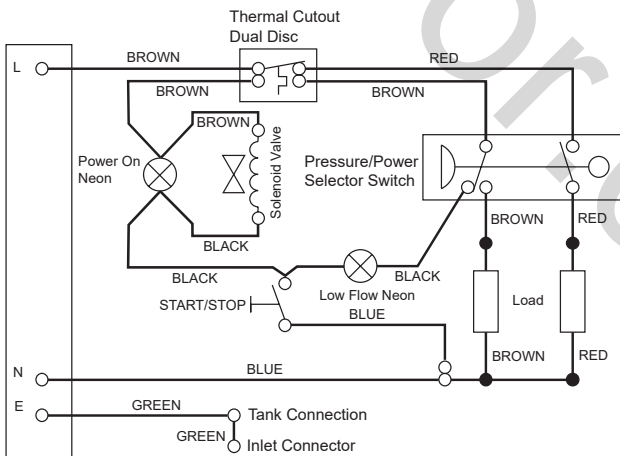 Thermal Cutout
Dual Disc
L
BROWN
RED
BROWN
BROWN
BROWN
Power On
Neon
Solenoid Valve
Pressure/Power
Selector Switch
BLACK
BROWN
RED
BLACK
BLACK
START/STOP
Low Flow Neon
Load
BLUE
N
BLUE
BROWN
RED
E
GREEN
Tank Connection
GREEN
Inlet Connector